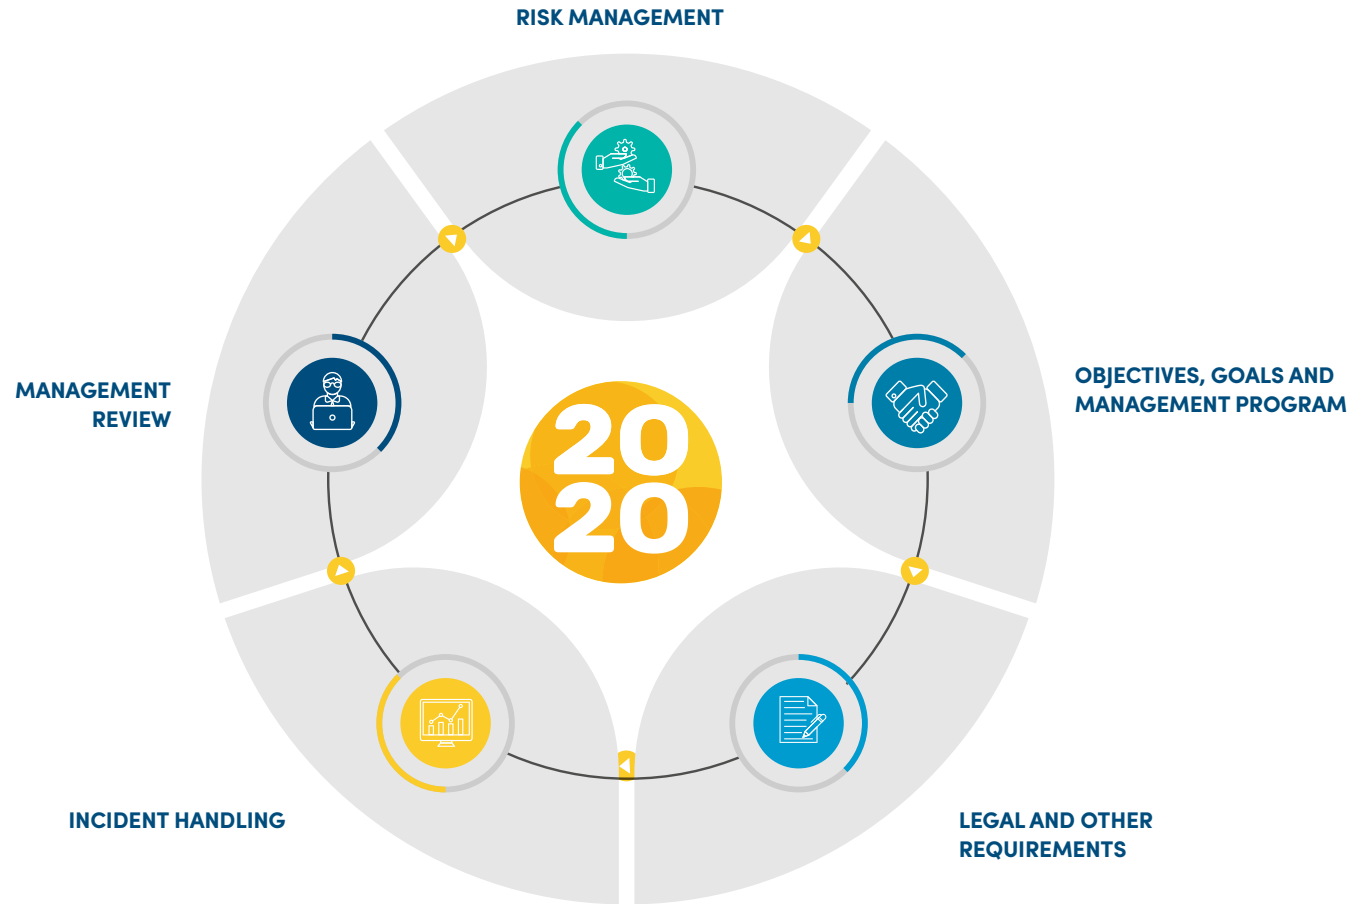 RISK MANAGEMENT
MANAGEMENT
REVIEW
OBJECTIVES, GOALS AND
MANAGEMENT PROGRAM
20
20
INCIDENT HANDLING
LEGAL AND OTHER
REQUIREMENTS